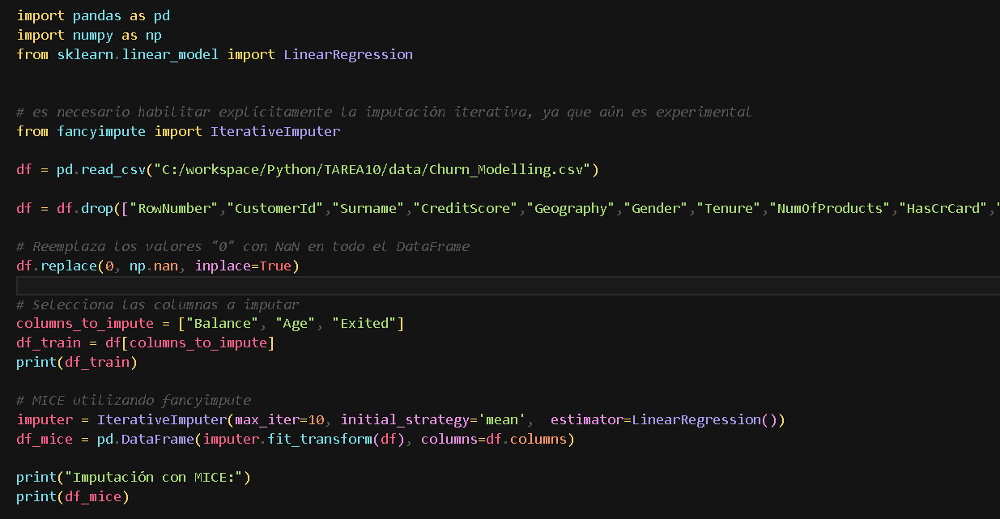 import pandas as pd
import numpy as np
from sklearn.linear_model import LinearRegression
# es necesario habilitar explícitamente la imputación iterativa, ya que aún es experimental
from fancyimpute import IterativeImputer
df = pd.read_csv("C:/workspace/Python/TAREA10/data/Churn_Modelling.csv")
df = df.drop(["RowNumber","CustomerId","Surname","CreditScore","Geography","Gender","Tenure","NumOfProducts","HasCrCard","
# Reemplaza los valores "0" con NaN en todo el DataFrame
df.replace(0, np.nan, inplace=True)
# Selecciona las columnas a imputar
columns_to_impute = ["Balance", "Age", "Exited"]
df_train = df[columns_to_impute]
print(df_train)
# MICE utilizando fancyimpute
imputer = IterativeImputer(max_iter=10, initial_strategy='mean',  estimator=LinearRegression())
df_mice = pd.DataFrame(imputer.fit_transform(df), columns=df.columns)
print("Imputación con MICE:")
print(df_mice)